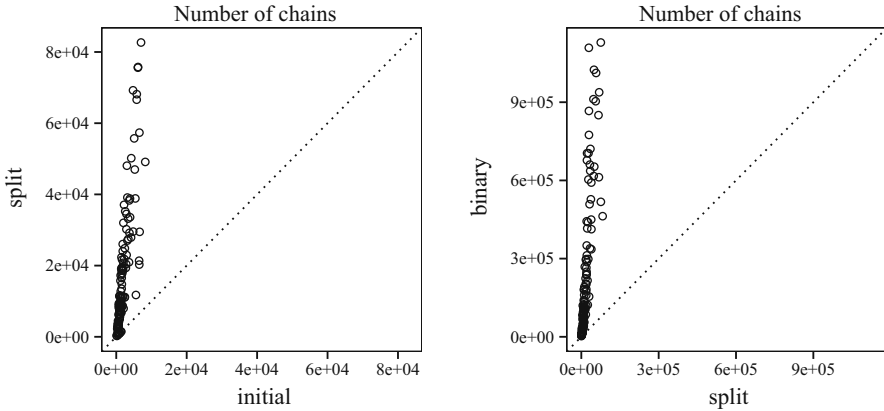 Number of chains
8e+04
6e+04
4e+04
2e+04
0e+00
split
0e+00 2e+04 4e+04 6e+04 8e+04
initial
Number of chains
9e+05
6e+05
3e+05
0e+00
binary
0e+00 3e+05 6e+05 9e+05
split